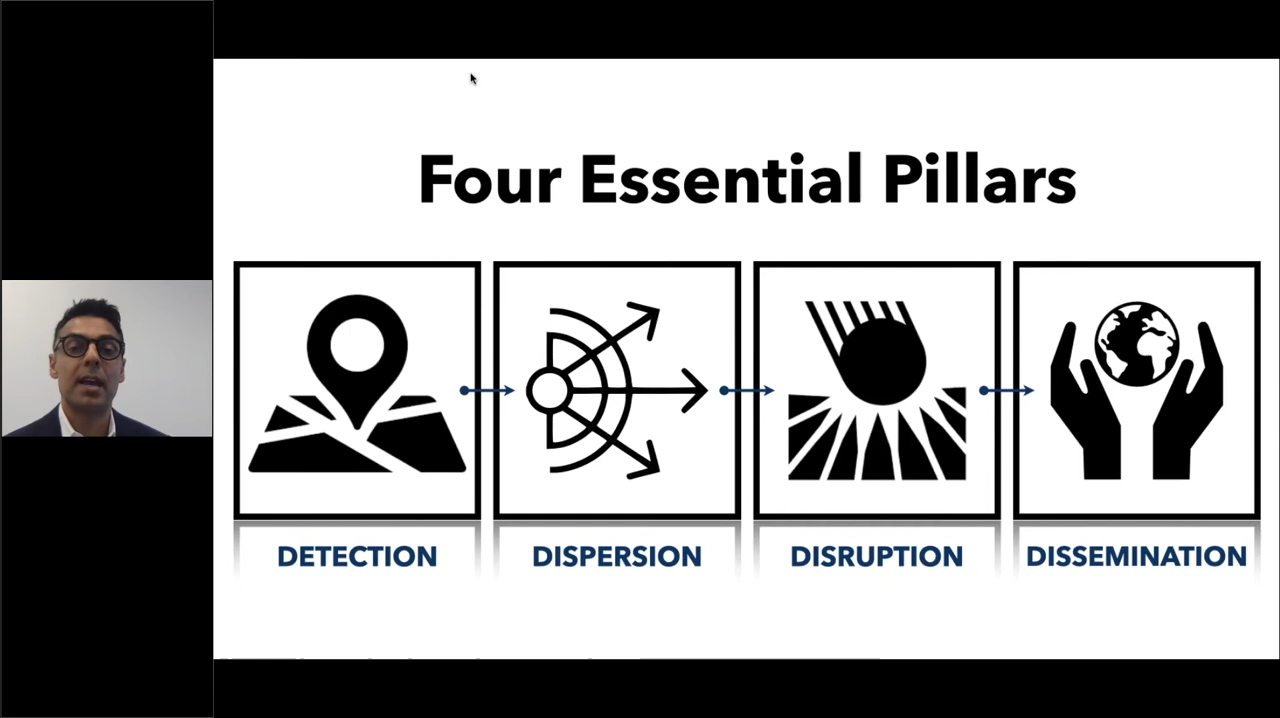 Four Essential Pillars
DETECTION
DISPERSION
DISRUPTION
DISSEMINATION